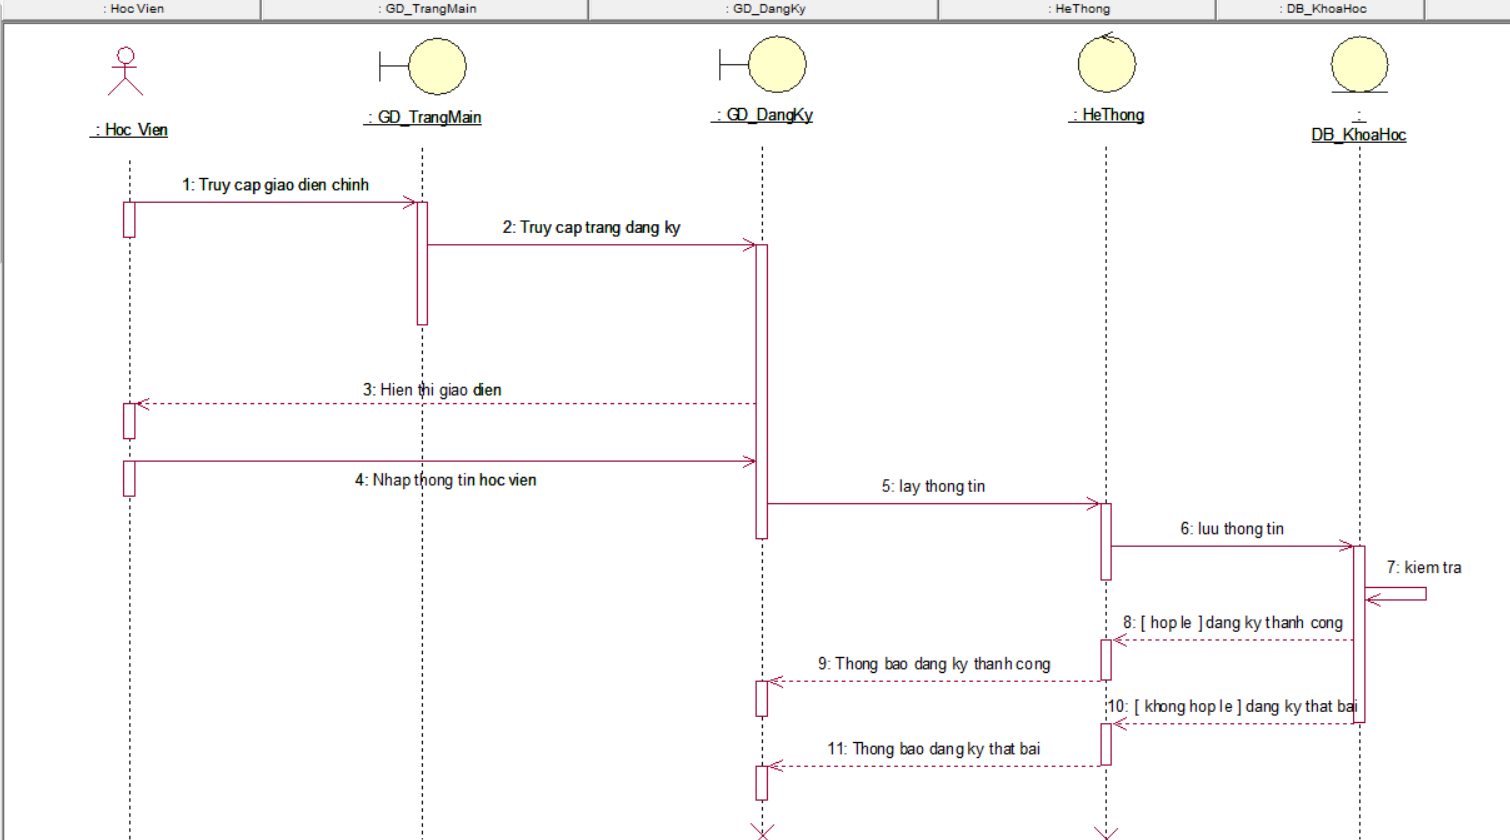 : Hoc Vien
: GD_TrangMain
: GD_DangKy
: HeThong
: DB_KhoaHoc
: Hoc Vien
: GD_TrangMain
: GD_DangKy
: HeThong
:
DB_KhoaHoc
1: Truy cap giao dien chinh
2: Truy cap trang dang ky
3: Hien thi giao dien
4: Nhap thong tin hoc vien
5: lay thong tin
6: luu thong tin
7: kiem tra
8: [ hop le ] dang ky thanh cong
9: Thong bao dang ky thanh cong
10: [ khong hop le ] dang ky that bai
11: Thong bao dang ky that bai